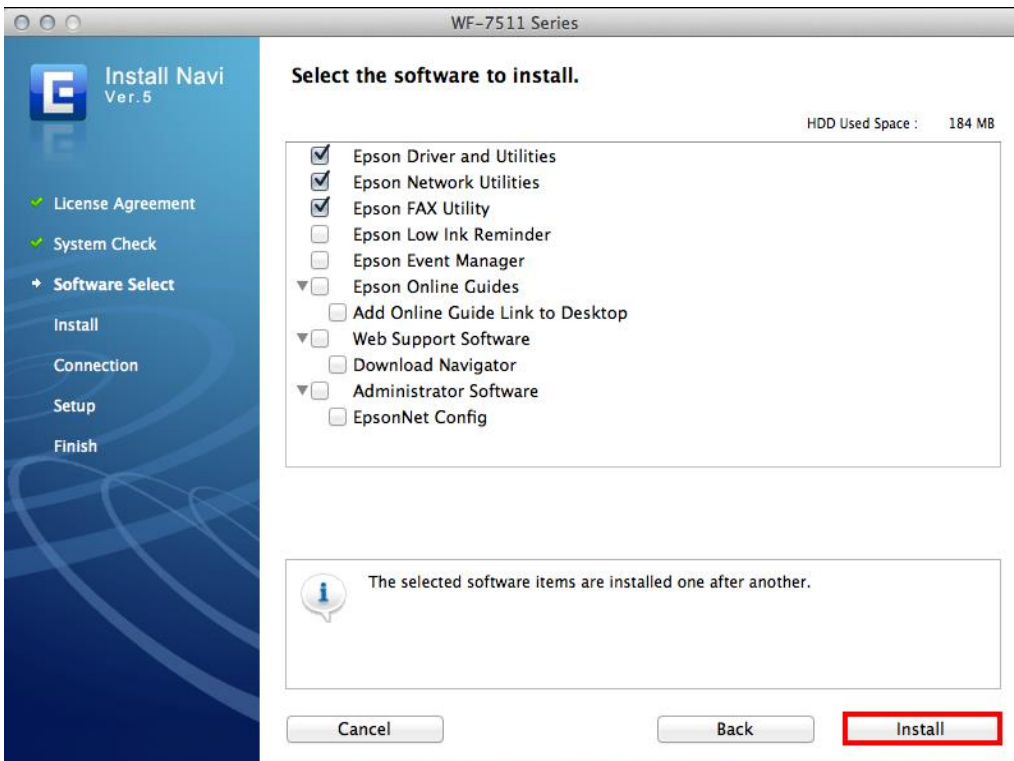 WF-7511 Series
Install Navi
Ver.5
License Agreement
System Check
Software Select
Install
Connection
Setup
Finish
Select the software to install.
HDD Used Space : 184 MB
Epson Driver and Utilities
Epson Network Utilities
Epson FAX Utility
Epson Low Ink Reminder
Epson Event Manager
Epson Online Guides
Add Online Guide Link to Desktop
Web Support Software
Download Navigator
Administrator Software
EpsonNet Config
The selected software items are installed one after another.
Cancel Back Install